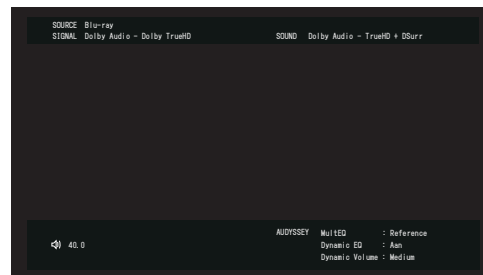 SOURCE Blu-ray
SIGNAL Dolby Audio - Dolby TrueHD
SOUND Dolby Audio - TrueHD + DSurr
AUDYSSEY MultEQ : Reference
40.0
Dynamic EQ : Aan
Dynamic Volume : Medium